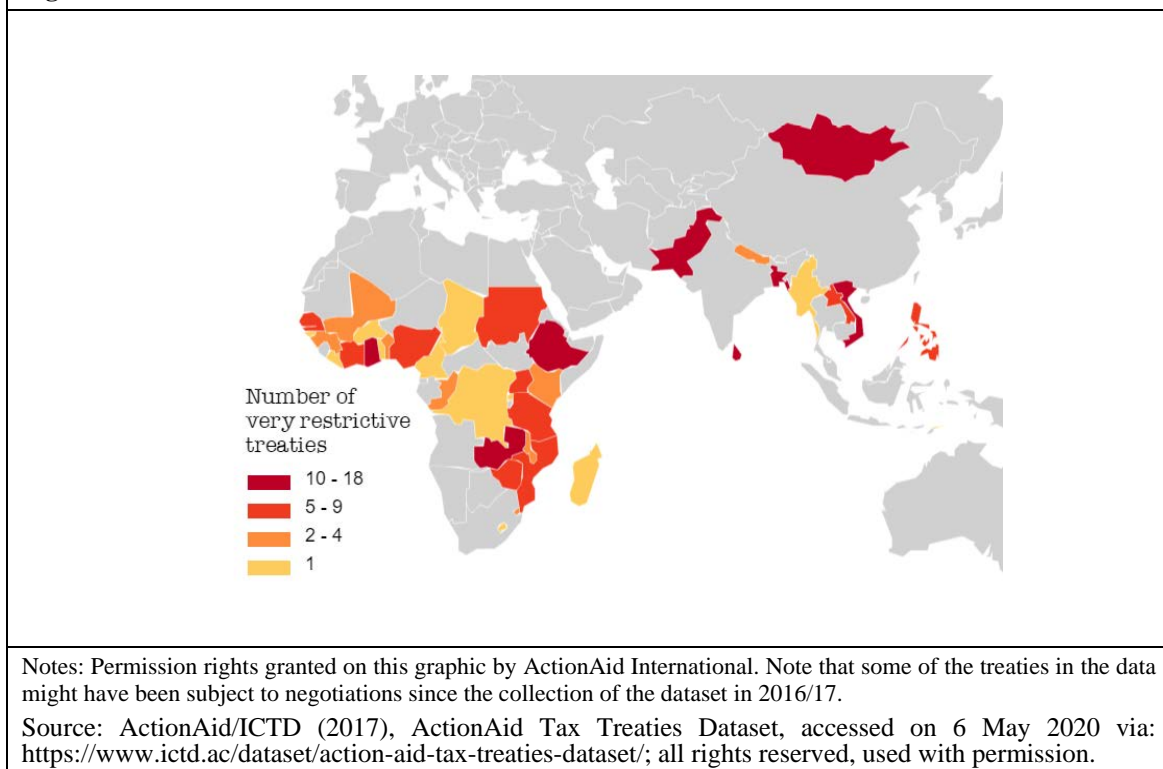 Number of
very restrictive
treaties
10 - 18
5 - 9
2 - 4
1
Notes: Permission rights granted on this graphic by ActionAid International. Note that some of the treaties in the data
might have been subject to negotiations since the collection of the dataset in 2016/17.
Source: ActionAid/ICTD (2017), ActionAid Tax Treaties Dataset, accessed on 6 May 2020 via:
https://www.ictd.ac/dataset/action-aid-tax-treaties-dataset/; all rights reserved, used with permission.